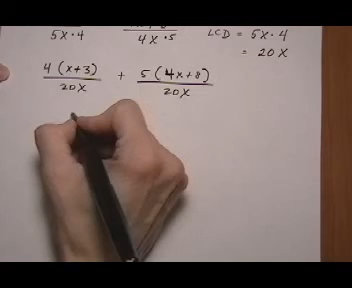 5x·4 4x·5 LCD = 5x·4
= 20x
4(x+3) + 5(4x+8)
20x 20x